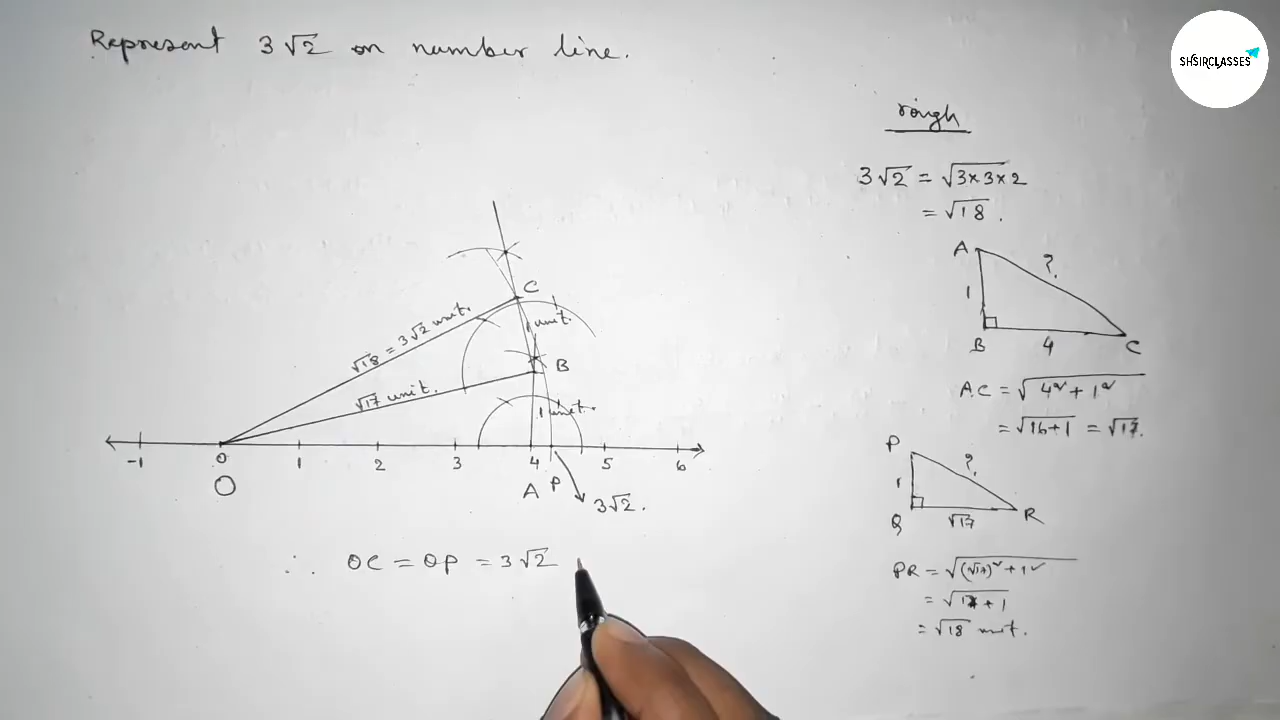 Represent 3√2 on number line.
SHSIRCLASSES
rough
3√2 = √3×3×2
= √18.
A
?
1
B
4
C
AC = √4²+1²
= √16+1 = √17.
P
?
1
Q
√17
R
PR = √(√17)²+1²
= √17+1
= √18 unit.
C
1 unit.
√18 = 3√2 unit.
B
√17 unit.
1 unit.
-1 0 1 2 3 4 5 6
O A P
3√2.
∴ OC = OP = 3√2